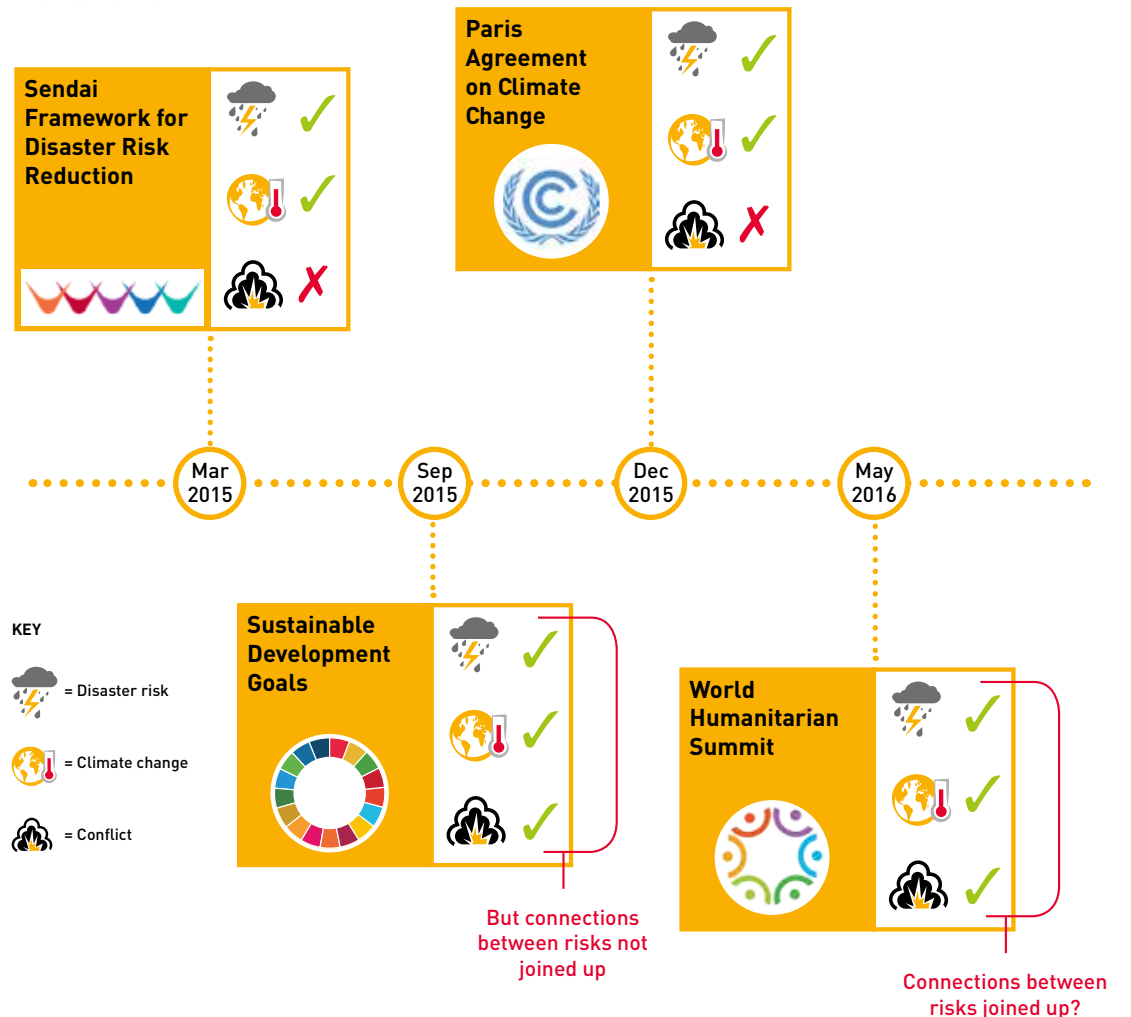 Sendai
Framework for
Disaster Risk
Reduction
Paris
Agreement
on Climate
Change
Mar
2015
Sep
2015
Dec
2015
May
2016
KEY
= Disaster risk
= Climate change
= Conflict
Sustainable
Development
Goals
But connections
between risks not
joined up
World
Humanitarian
Summit
Connections between
risks joined up?